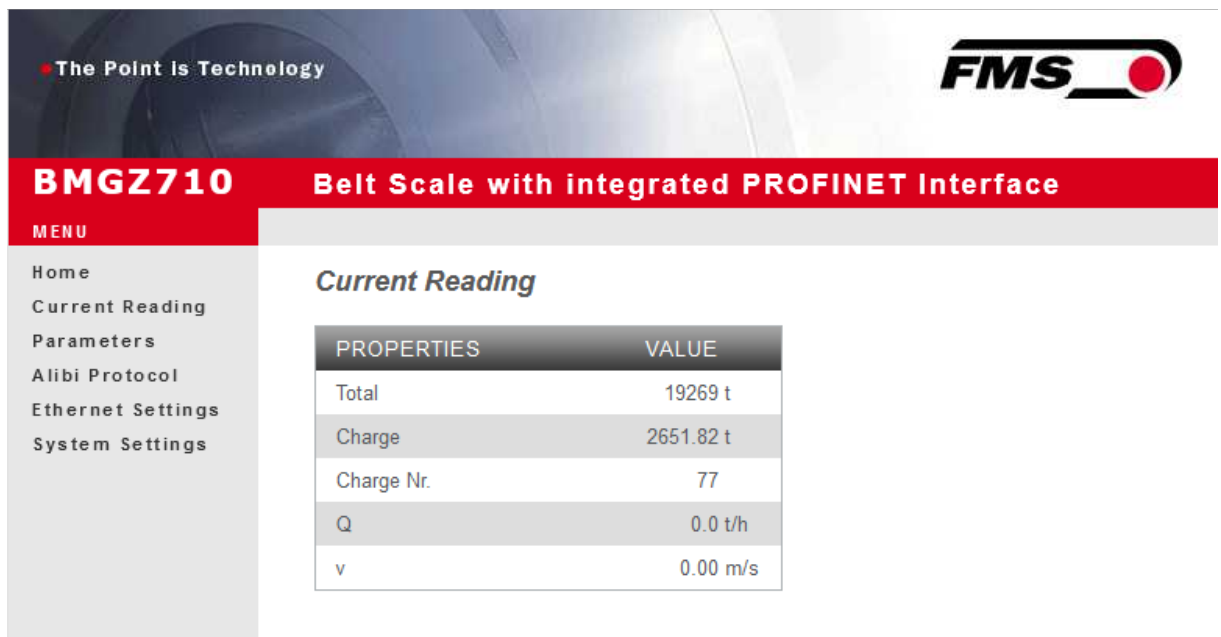 The Point is Technology
FMS
BMGZ710 Belt Scale with integrated PROFINET Interface
MENU
Home
Current Reading
Parameters
Alibi Protocol
Ethernet Settings
System Settings
Current Reading
PROPERTIES VALUE
Total 19269 t
Charge 2651.82 t
Charge Nr. 77
Q 0.0 t/h
v 0.00 m/s